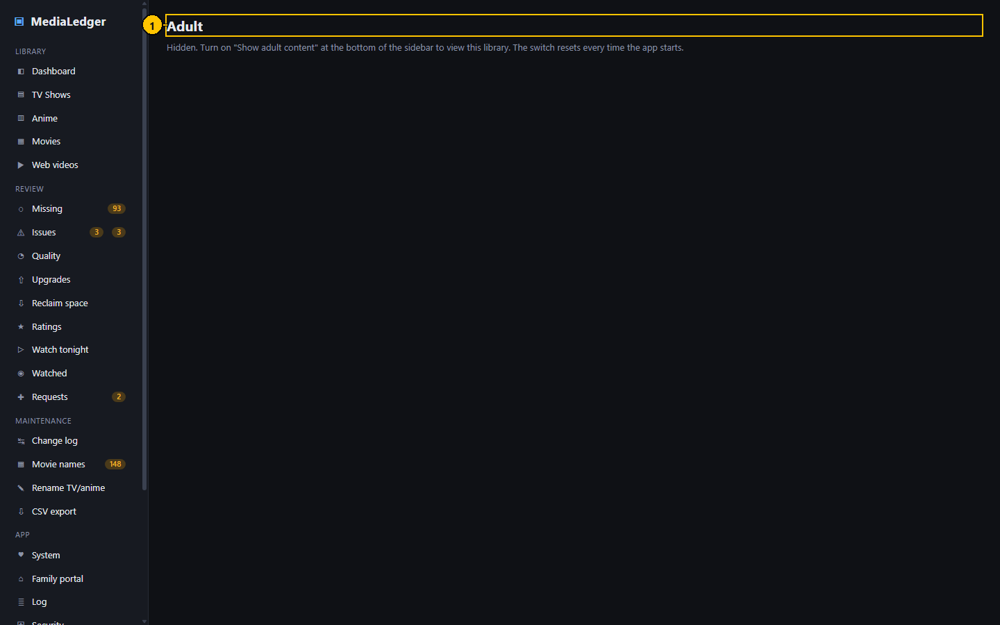 MediaLedger
LIBRARY
Dashboard
TV Shows
Anime
Movies
Web videos
REVIEW
Missing 93
Issues 3 3
Quality
Upgrades
Reclaim space
Ratings
Watch tonight
Watched
Requests 2
MAINTENANCE
Change log
Movie names 148
Rename TV/anime
CSV export
APP
System
Family portal
Log
Security
1 Adult
Hidden. Turn on "Show adult content" at the bottom of the sidebar to view this library. The switch resets every time the app starts.